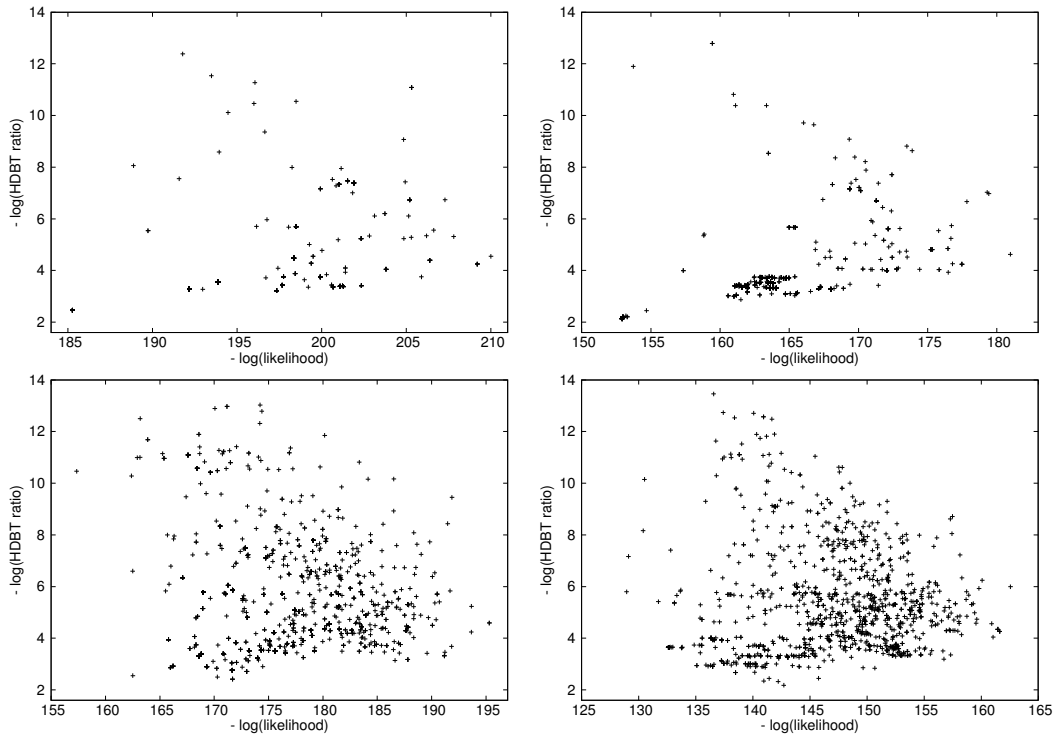 14
12
10
8
6
4
2
- log(HDBT ratio)
185 190 195 200 205 210
- log(likelihood)
14
12
10
8
6
4
2
- log(HDBT ratio)
150 155 160 165 170 175 180
- log(likelihood)
14
12
10
8
6
4
2
- log(HDBT ratio)
155 160 165 170 175 180 185 190 195
- log(likelihood)
14
12
10
8
6
4
2
- log(HDBT ratio)
125 130 135 140 145 150 155 160 165
- log(likelihood)